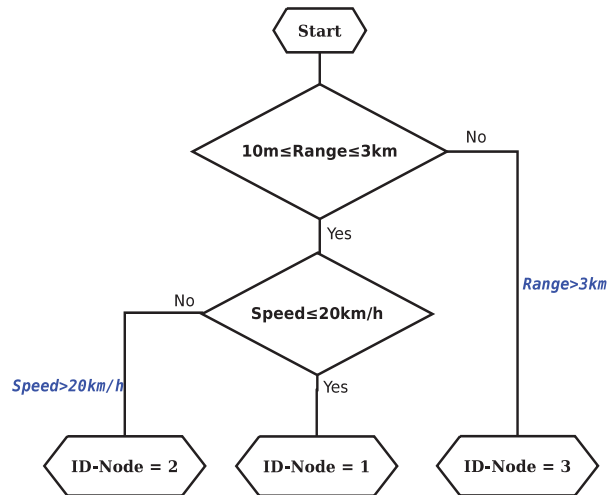 Start
10m≤Range≤3km
No
Yes
Range>3km
No
Speed≤20km/h
Speed>20km/h
Yes
ID-Node = 2
ID-Node = 1
ID-Node = 3